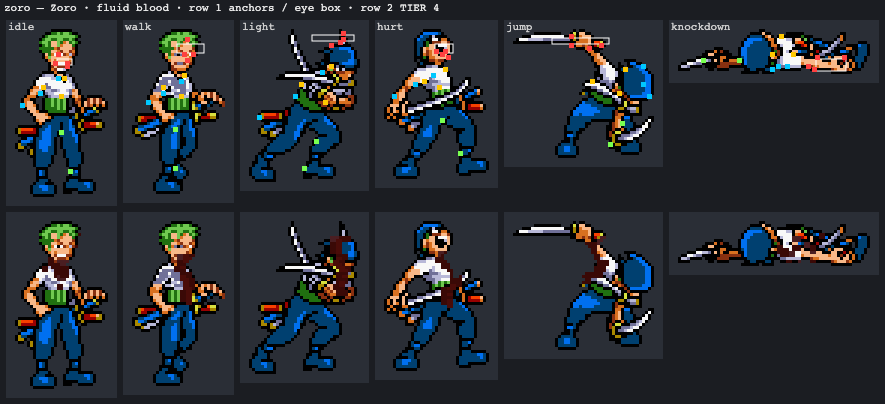 zoro — Zoro · fluid blood · row 1 anchors / eye box · row 2 TIER 4
idle walk light hurt jump knockdown